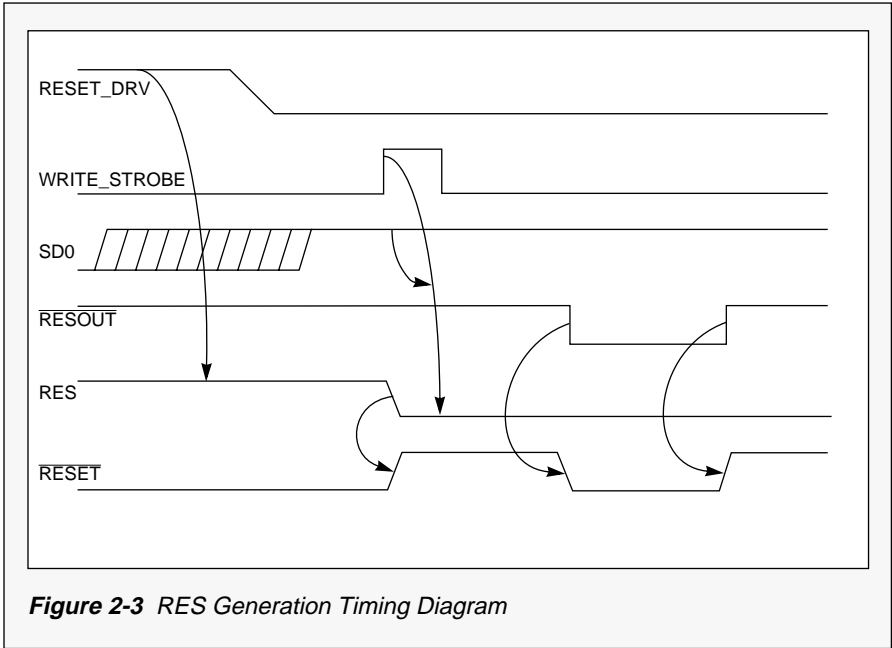 RESET_DRV
WRITE_STROBE
SD0
RESOUT
RES
RESET
Figure 2-3 RES Generation Timing Diagram